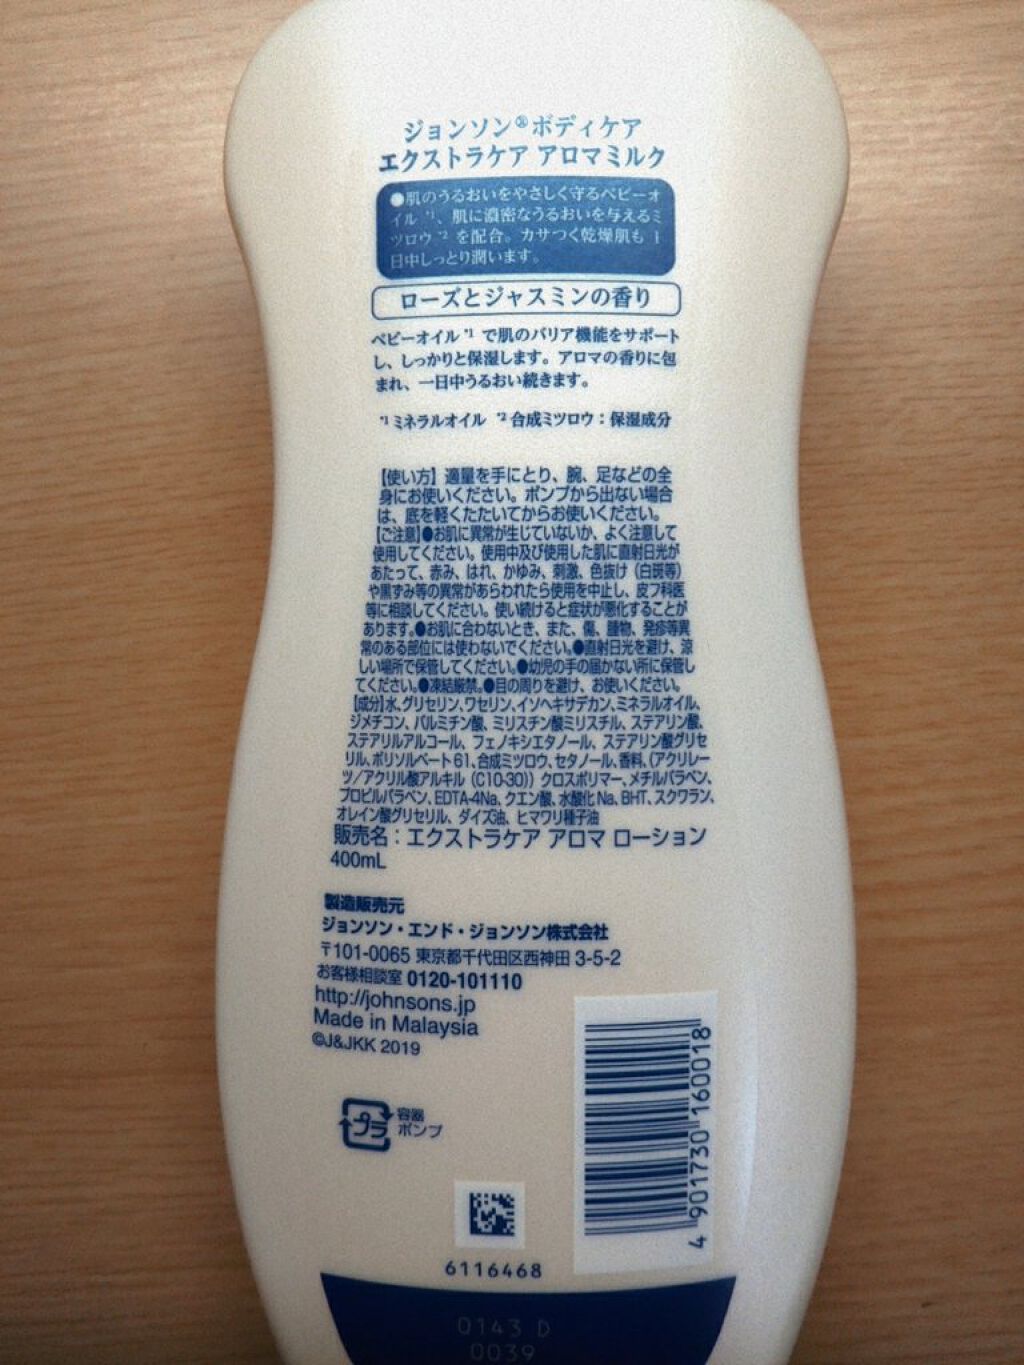 ジョンソン®ボディケア
エクストラケア アロマミルク
●肌のうるおいをやさしく守るベビーオ
イル *1、肌に濃密なうるおいを与えるミ
ツロウ *2 を配合。カサつく乾燥肌も 1
日中しっとり潤います。
ローズとジャスミンの香り
ベビーオイル *1 で肌のバリア機能をサポート
し、しっかりと保湿します。アロマの香りに包
まれ、一日中うるおい続きます。
*1 ミネラルオイル *2 合成ミツロウ：保湿成分
【使い方】適量を手にとり、腕、足などの全
身にお使いください。ポンプから出ない場合
は、底を軽くたたいてからお使いください。
【ご注意】●お肌に異常が生じていないか、よく注意して
使用してください。使用中及び使用した肌に直射日光が
あたって、赤み、はれ、かゆみ、刺激、色抜け（白斑等）
や黒ずみ等の異常があらわれたら使用を中止し、皮フ科医
等に相談してください。使い続けると症状が悪化することが
あります。●お肌に合わないとき、また、傷、腫物、発疹等異
常のある部位には使わないでください。●直射日光を避け、涼
しい場所で保管してください。●幼児の手の届かない所に保管し
てください。●凍結厳禁。●目の周りを避け、お使いください。
【成分】水、グリセリン、ワセリン、イソヘキサデカン、ミネラルオイル、
ジメチコン、パルミチン酸、ミリスチン酸ミリスチル、ステアリン酸、
ステアリルアルコール、フェノキシエタノール、ステアリン酸グリセ
リル、ポリソルベート61、合成ミツロウ、セタノール、香料、（アクリレー
ツ／アクリル酸アルキル（C10-30））クロスポリマー、メチルパラベン、
プロピルパラベン、EDTA-4Na、クエン酸、水酸化Na、BHT、スクワラン、
オレイン酸グリセリル、ダイズ油、ヒマワリ種子油
販売名：エクストラケア アロマ ローション
400mL
製造販売元
ジョンソン・エンド・ジョンソン株式会社
〒101-0065 東京都千代田区西神田 3-5-2
お客様相談室 0120-101110
http://johnsons.jp
Made in Malaysia
©J&JKK 2019
プラ
容器
ポンプ
4 901730 160018
6116468
0143 D
0039